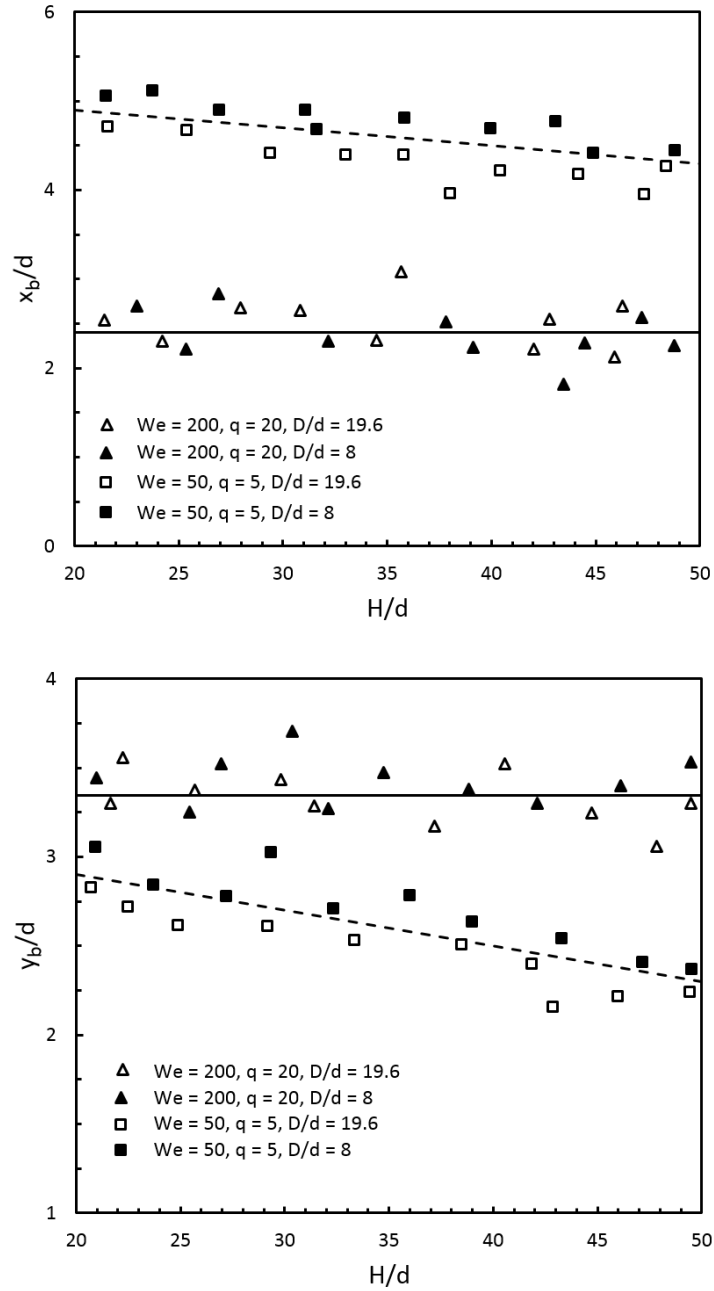 6
4
2
0
x_b/d
We = 200, q = 20, D/d = 19.6
We = 200, q = 20, D/d = 8
We = 50, q = 5, D/d = 19.6
We = 50, q = 5, D/d = 8
20 25 30 35 40 45 50
H/d
4
3
2
1
y_b/d
We = 200, q = 20, D/d = 19.6
We = 200, q = 20, D/d = 8
We = 50, q = 5, D/d = 19.6
We = 50, q = 5, D/d = 8
20 25 30 35 40 45 50
H/d